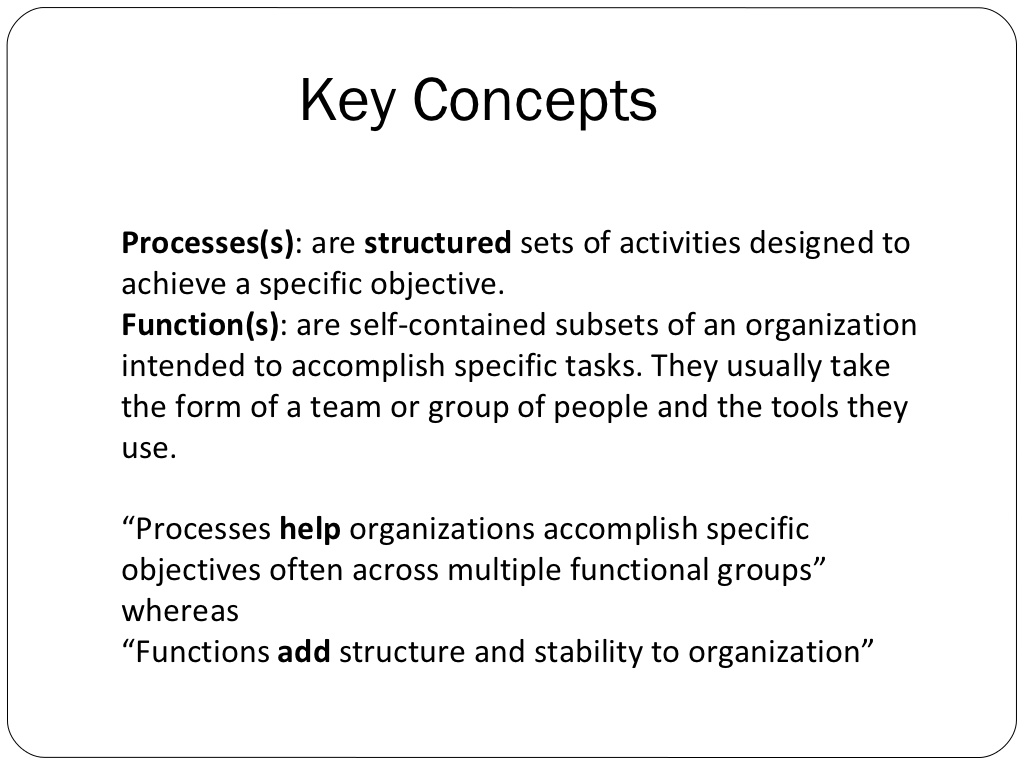 Key Concepts
Processes(s): are structured sets of activities designed to
achieve a specific objective.
Function(s): are self-contained subsets of an organization
intended to accomplish specific tasks. They usually take
the form of a team or group of people and the tools they
use.
“Processes help organizations accomplish specific
objectives often across multiple functional groups”
whereas
“Functions add structure and stability to organization”